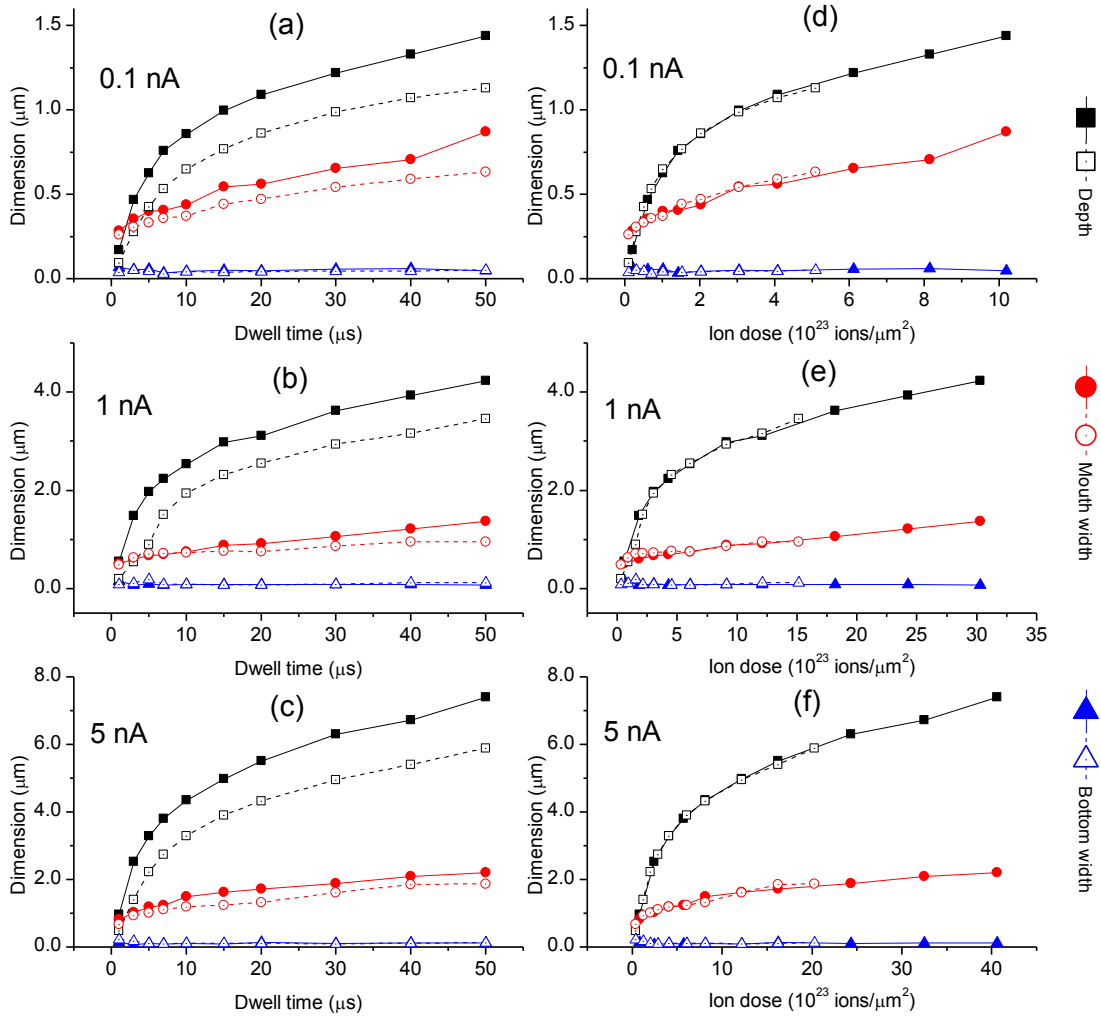 (a)
0.1 nA
Dimension (μm)
1.5
1.0
0.5
0.0
0 10 20 30 40 50
Dwell time (μs)
(d)
0.1 nA
Dimension (μm)
1.5
1.0
0.5
0.0
0 2 4 6 8 10
Ion dose (10²³ ions/μm²)
Depth
(b)
1 nA
Dimension (μm)
4.0
2.0
0.0
0 10 20 30 40 50
Dwell time (μs)
(e)
1 nA
Dimension (μm)
4.0
2.0
0.0
0 5 10 15 20 25 30 35
Ion dose (10²³ ions/μm²)
Mouth width
(c)
5 nA
Dimension (μm)
8.0
6.0
4.0
2.0
0.0
0 10 20 30 40 50
Dwell time (μs)
(f)
5 nA
Dimension (μm)
8.0
6.0
4.0
2.0
0.0
0 10 20 30 40
Ion dose (10²³ ions/μm²)
Bottom width